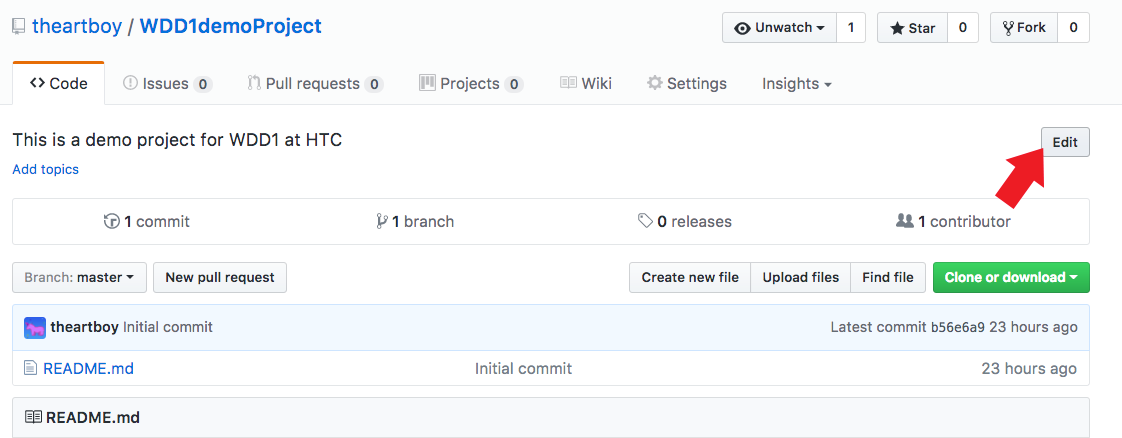 theartboy / WDD1demoProject
Unwatch 1 Star 0 Fork 0
Code Issues 0 Pull requests 0 Projects 0 Wiki Settings Insights
This is a demo project for WDD1 at HTC Edit
Add topics
1 commit 1 branch 0 releases 1 contributor
Branch: master New pull request Create new file Upload files Find file Clone or download
theartboy Initial commit Latest commit b56e6a9 23 hours ago
README.md Initial commit 23 hours ago
README.md